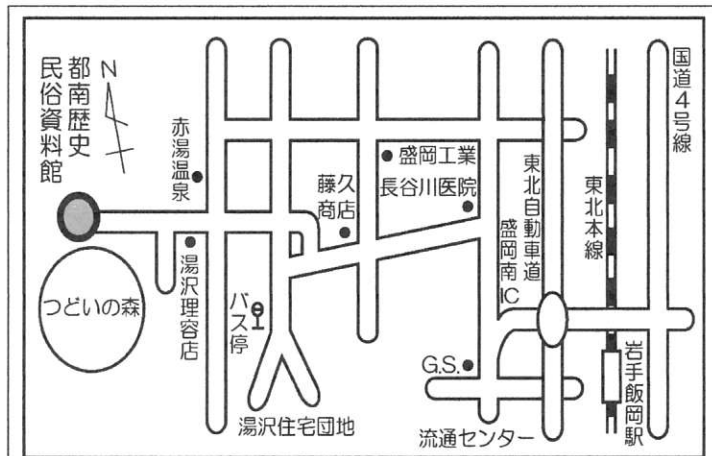 国道4号線
東北本線
岩手飯岡駅
東北自動車道
盛岡南
IC
盛岡工業
長谷川医院
藤久
商店
赤湯温泉
N
都南歴史
民俗資料館
つどいの森
湯沢理容店
バス停
湯沢住宅団地
G.S.
流通センター